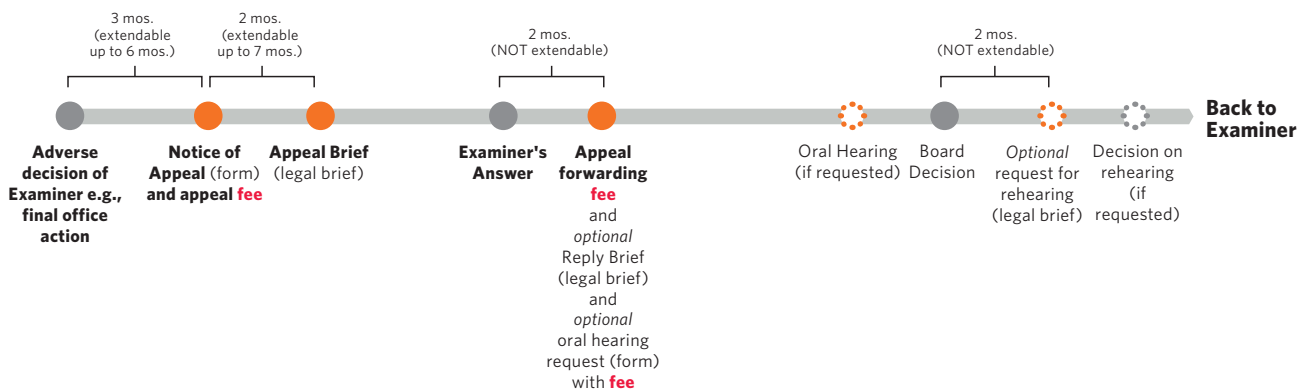 3 mos.
(extendable
up to 6 mos.)
2 mos.
(extendable
up to 7 mos.)
2 mos.
(NOT extendable)
2 mos.
(NOT extendable)
Adverse
decision of
Examiner e.g.,
final office
action
Notice of
Appeal (form)
and appeal fee
Appeal Brief
(legal brief)
Examiner's
Answer
Appeal
forwarding
fee
and
optional
Reply Brief
(legal brief)
and
optional
oral hearing
request (form)
with fee
Oral Hearing
(if requested)
Board
Decision
Optional
request for
rehearing
(legal brief)
Decision on
rehearing
(if
requested)
Back to
Examiner